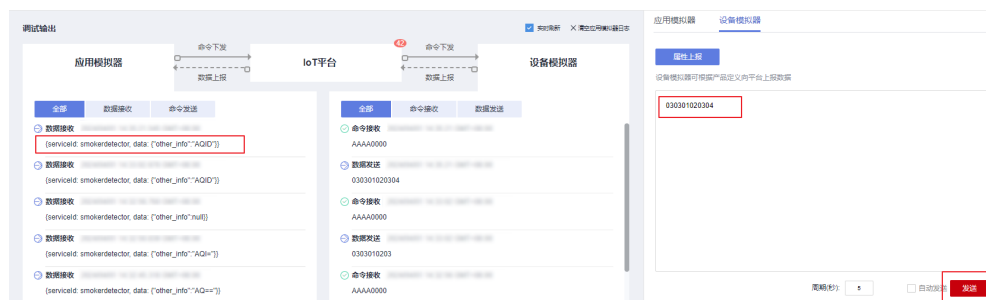 调试输出
实时刷新
清空应用模拟器日志
应用模拟器
命令下发
数据上报
IoT平台
42
命令下发
数据上报
设备模拟器
全部 数据接收 命令发送
数据接收
{serviceId: smokerdetector, data: {"other_info":"AQID"}}
数据接收
{serviceId: smokerdetector, data: {"other_info":"AQID"}}
数据接收
{serviceId: smokerdetector, data: {"other_info":null}}
数据接收
{serviceId: smokerdetector, data: {"other_info":"AQI="}}
数据接收
{serviceId: smokerdetector, data: {"other_info":"AQ=="}}
全部 命令接收 数据发送
命令接收
AAAA0000
数据发送
030301020304
命令接收
AAAA0000
数据发送
0303010203
命令接收
AAAA0000
应用模拟器 设备模拟器
属性上报
设备模拟器可根据产品定义向平台上报数据
030301020304
周期(秒): 5 自动发送 发送